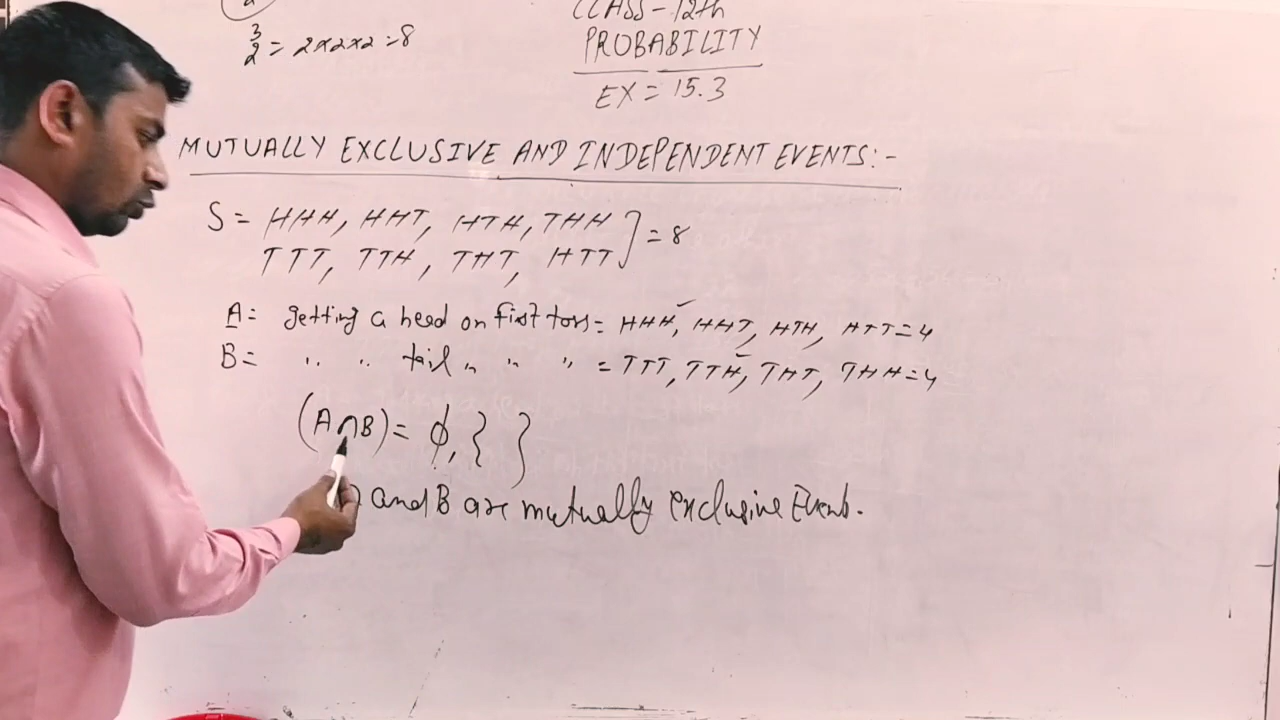 2³ = 2×2×2 = 8
CLASS - 12th
PROBABILITY
EX = 15.3
MUTUALLY EXCLUSIVE AND INDEPENDENT EVENTS:-
S = HHH, HHT, HTH, THH
TTT, TTH, THT, HTT } = 8
A = getting a head on first toss = HHH, HHT, HTH, HTT = 4
B = " " tail " " " = TTT, TTH, THT, THH = 4
(A∩B) = ϕ, { }
and B are mutually exclusive Event.